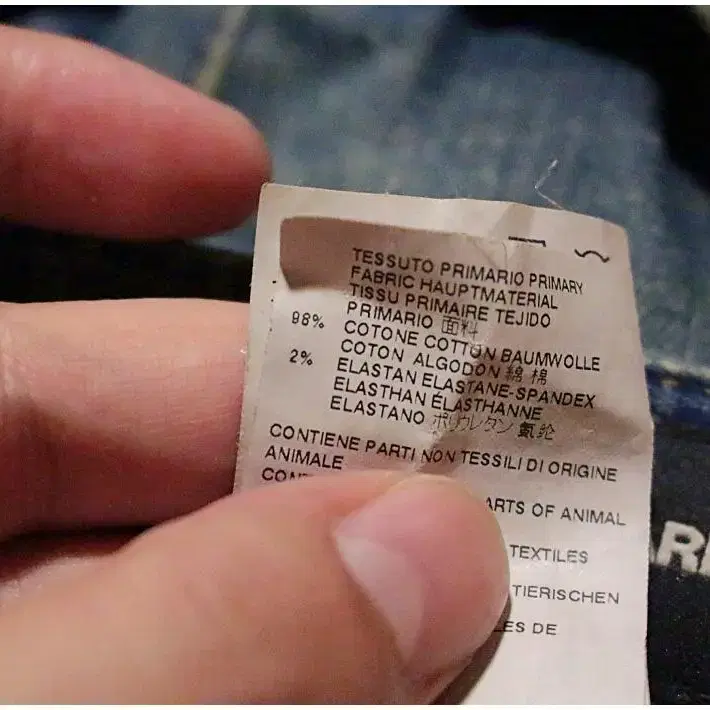 TESSUTO PRIMARIO PRIMARY
FABRIC HAUPTMATERIAL
TISSU PRIMAIRE TEJIDO
PRIMARIO 面料
98% COTONE COTTON BAUMWOLLE
COTON ALGODON 綿 棉
2% ELASTAN ELASTANE-SPANDEX
ELASTHAN ELASTHANNE
ELASTANO ポリウレタン 氨纶
CONTIENE PARTI NON TESSILI DI ORIGINE
ANIMALE
ARTS OF ANIMAL
TEXTILES
TIERISCHEN
LES DE